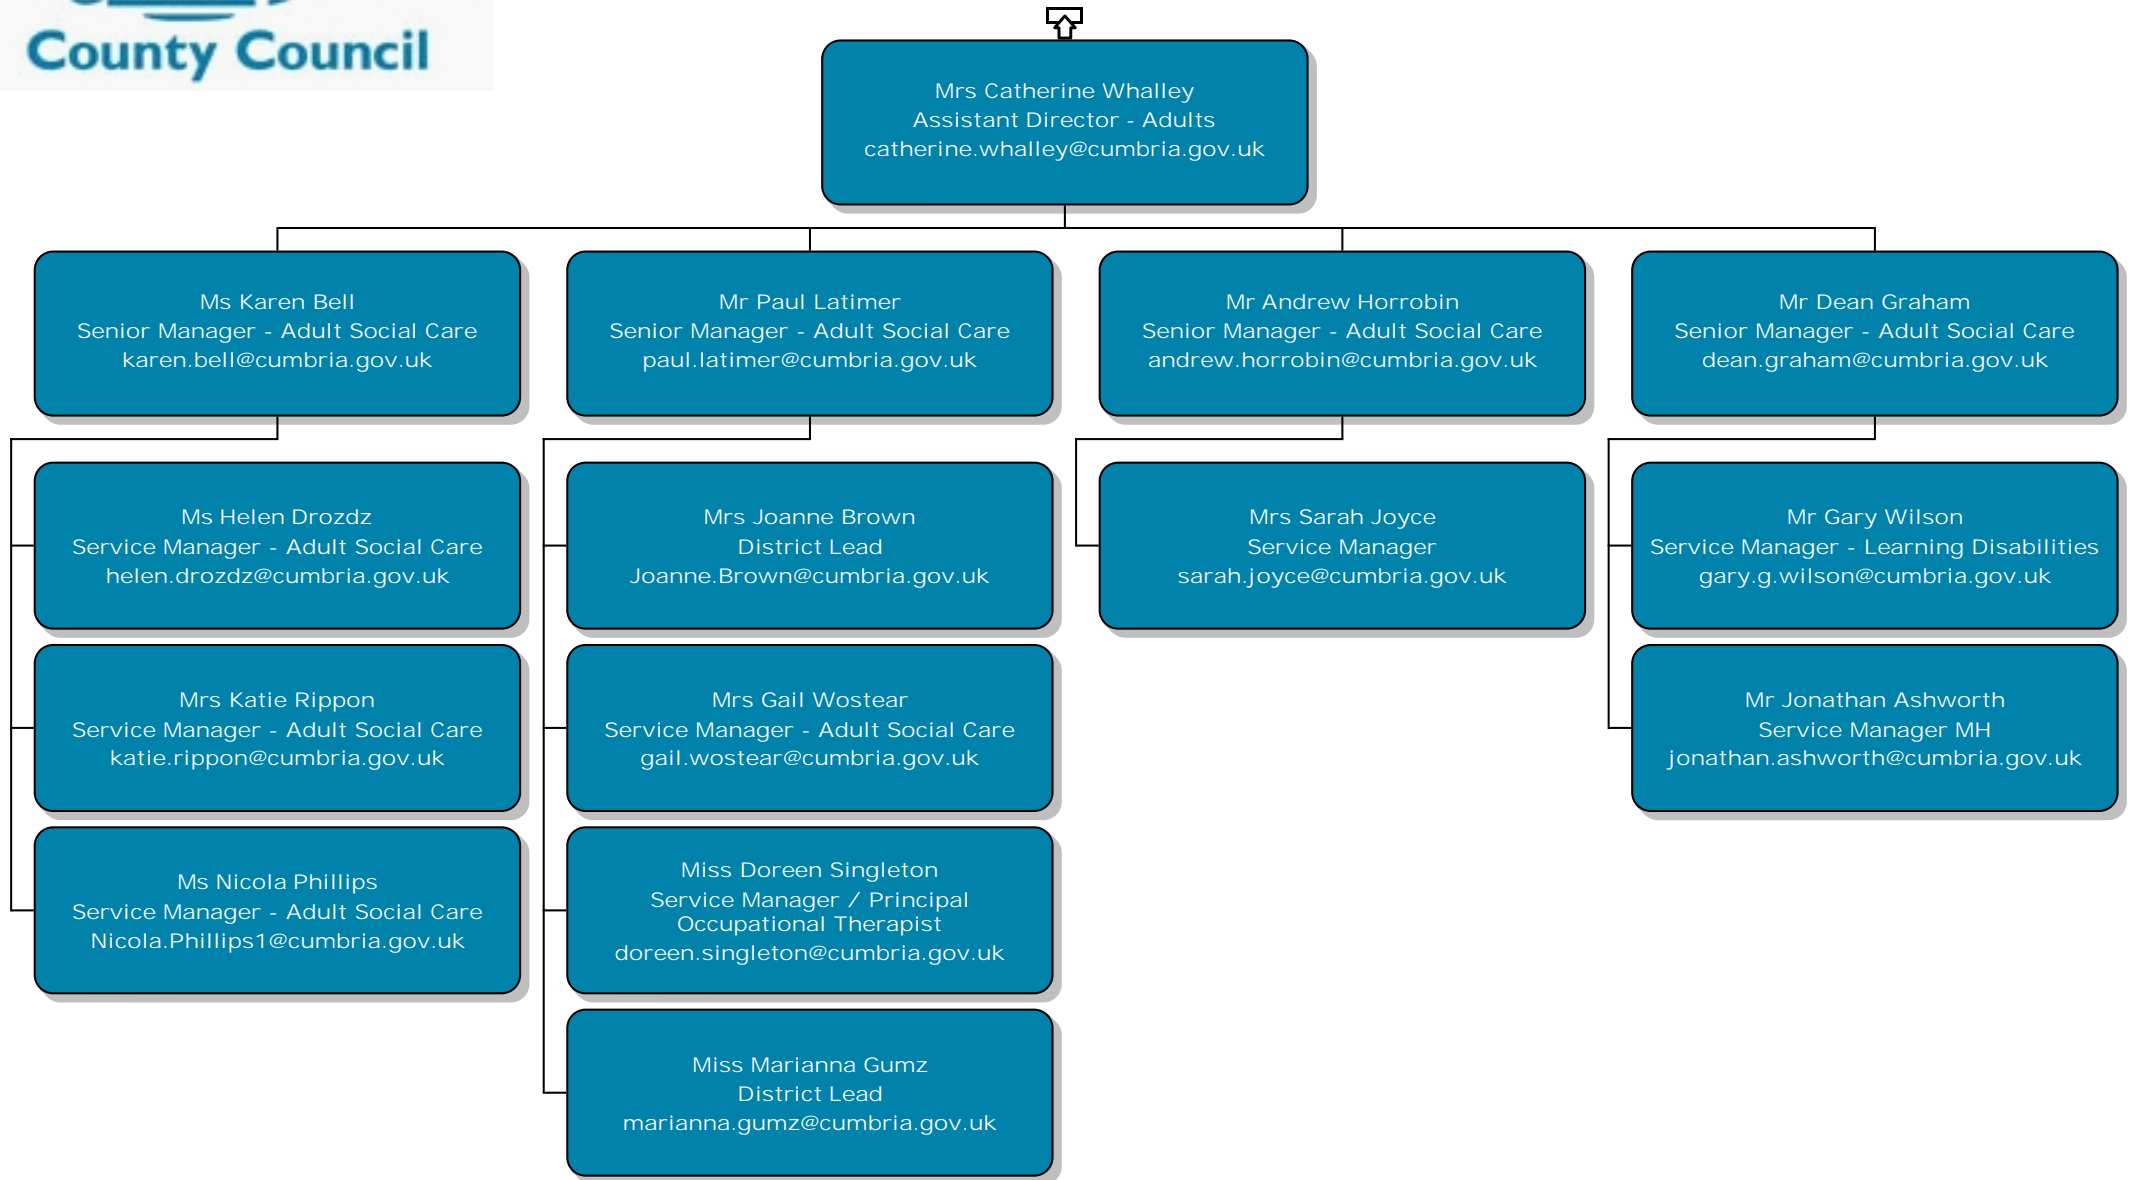 County Council
Mrs Catherine Whalley
Assistant Director - Adults
catherine.whalley@cumbria.gov.uk
Ms Karen Bell
Senior Manager - Adult Social Care
karen.bell@cumbria.gov.uk
Mr Paul Latimer
Senior Manager - Adult Social Care
paul.latimer@cumbria.gov.uk
Mr Andrew Horrobin
Senior Manager - Adult Social Care
andrew.horrobin@cumbria.gov.uk
Mr Dean Graham
Senior Manager - Adult Social Care
dean.graham@cumbria.gov.uk
Ms Helen Drozdz
Service Manager - Adult Social Care
helen.drozdz@cumbria.gov.uk
Mrs Joanne Brown
District Lead
Joanne.Brown@cumbria.gov.uk
Mrs Sarah Joyce
Service Manager
sarah.joyce@cumbria.gov.uk
Mr Gary Wilson
Service Manager - Learning Disabilities
gary.g.wilson@cumbria.gov.uk
Mrs Katie Rippon
Service Manager - Adult Social Care
katie.rippon@cumbria.gov.uk
Mrs Gail Wostear
Service Manager - Adult Social Care
gail.wostear@cumbria.gov.uk
Mr Jonathan Ashworth
Service Manager MH
jonathan.ashworth@cumbria.gov.uk
Ms Nicola Phillips
Service Manager - Adult Social Care
Nicola.Phillips1@cumbria.gov.uk
Miss Doreen Singleton
Service Manager / Principal
Occupational Therapist
doreen.singleton@cumbria.gov.uk
Miss Marianna Gumz
District Lead
marianna.gumz@cumbria.gov.uk